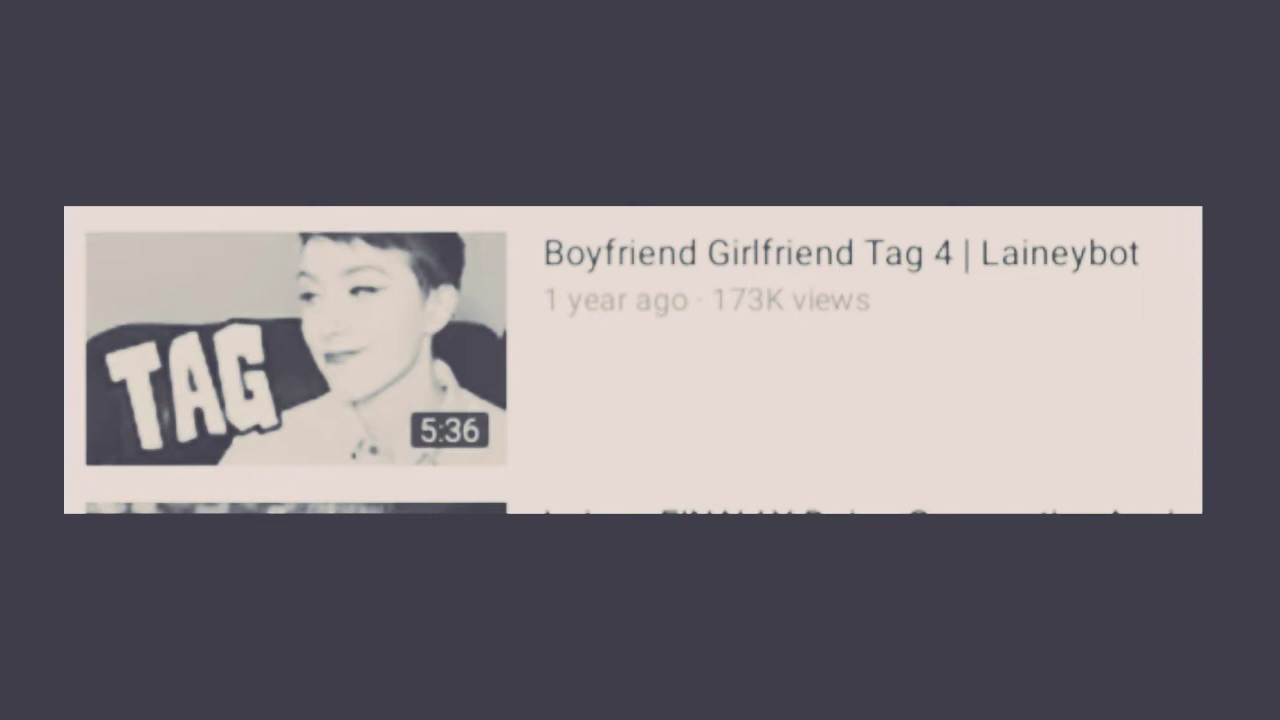 Boyfriend Girlfriend Tag 4 | Laineybot
1 year ago · 173K views
TAG
5:36